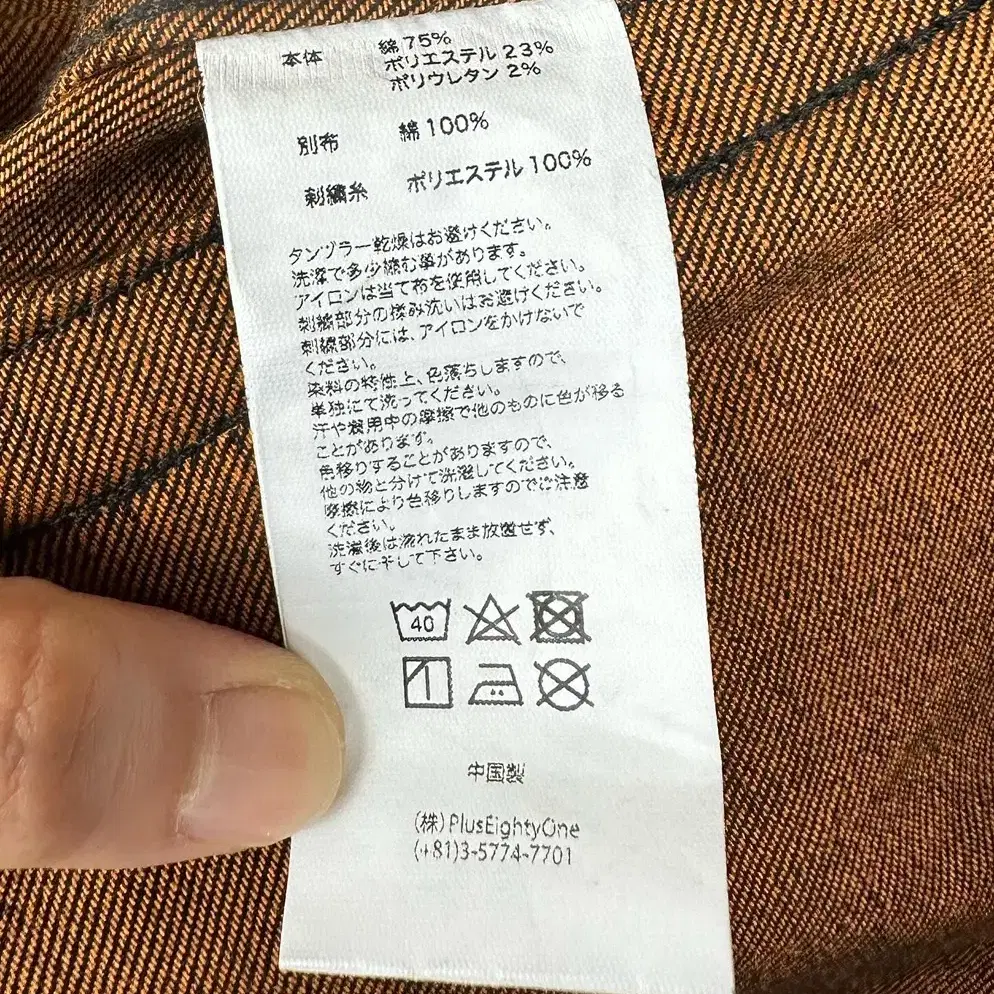 本体 綿75%
ポリエステル 23%
ポリウレタン 2%
別布 綿100%
刺繍糸 ポリエステル100%
タンブラー乾燥はお避けください。
洗濯で多少縮む事があります。
アイロンは当て布を使用してください。
刺繍部分の揉み洗いはお避けください。
刺繍部分には、アイロンをかけないで
ください。
染料の特性上、色落ちしますので、
単独にて洗ってください。
汗や着用中の摩擦で他のものに色が移る
ことがあります。
色移りすることがありますので、
他の物と分けて洗濯してください。
摩擦により色移りしますのでご注意
ください。
洗濯後は濡れたまま放置せず、
すぐに干して下さい。
40
中国製
(株)PlusEightyOne
(+81)3-5774-7701